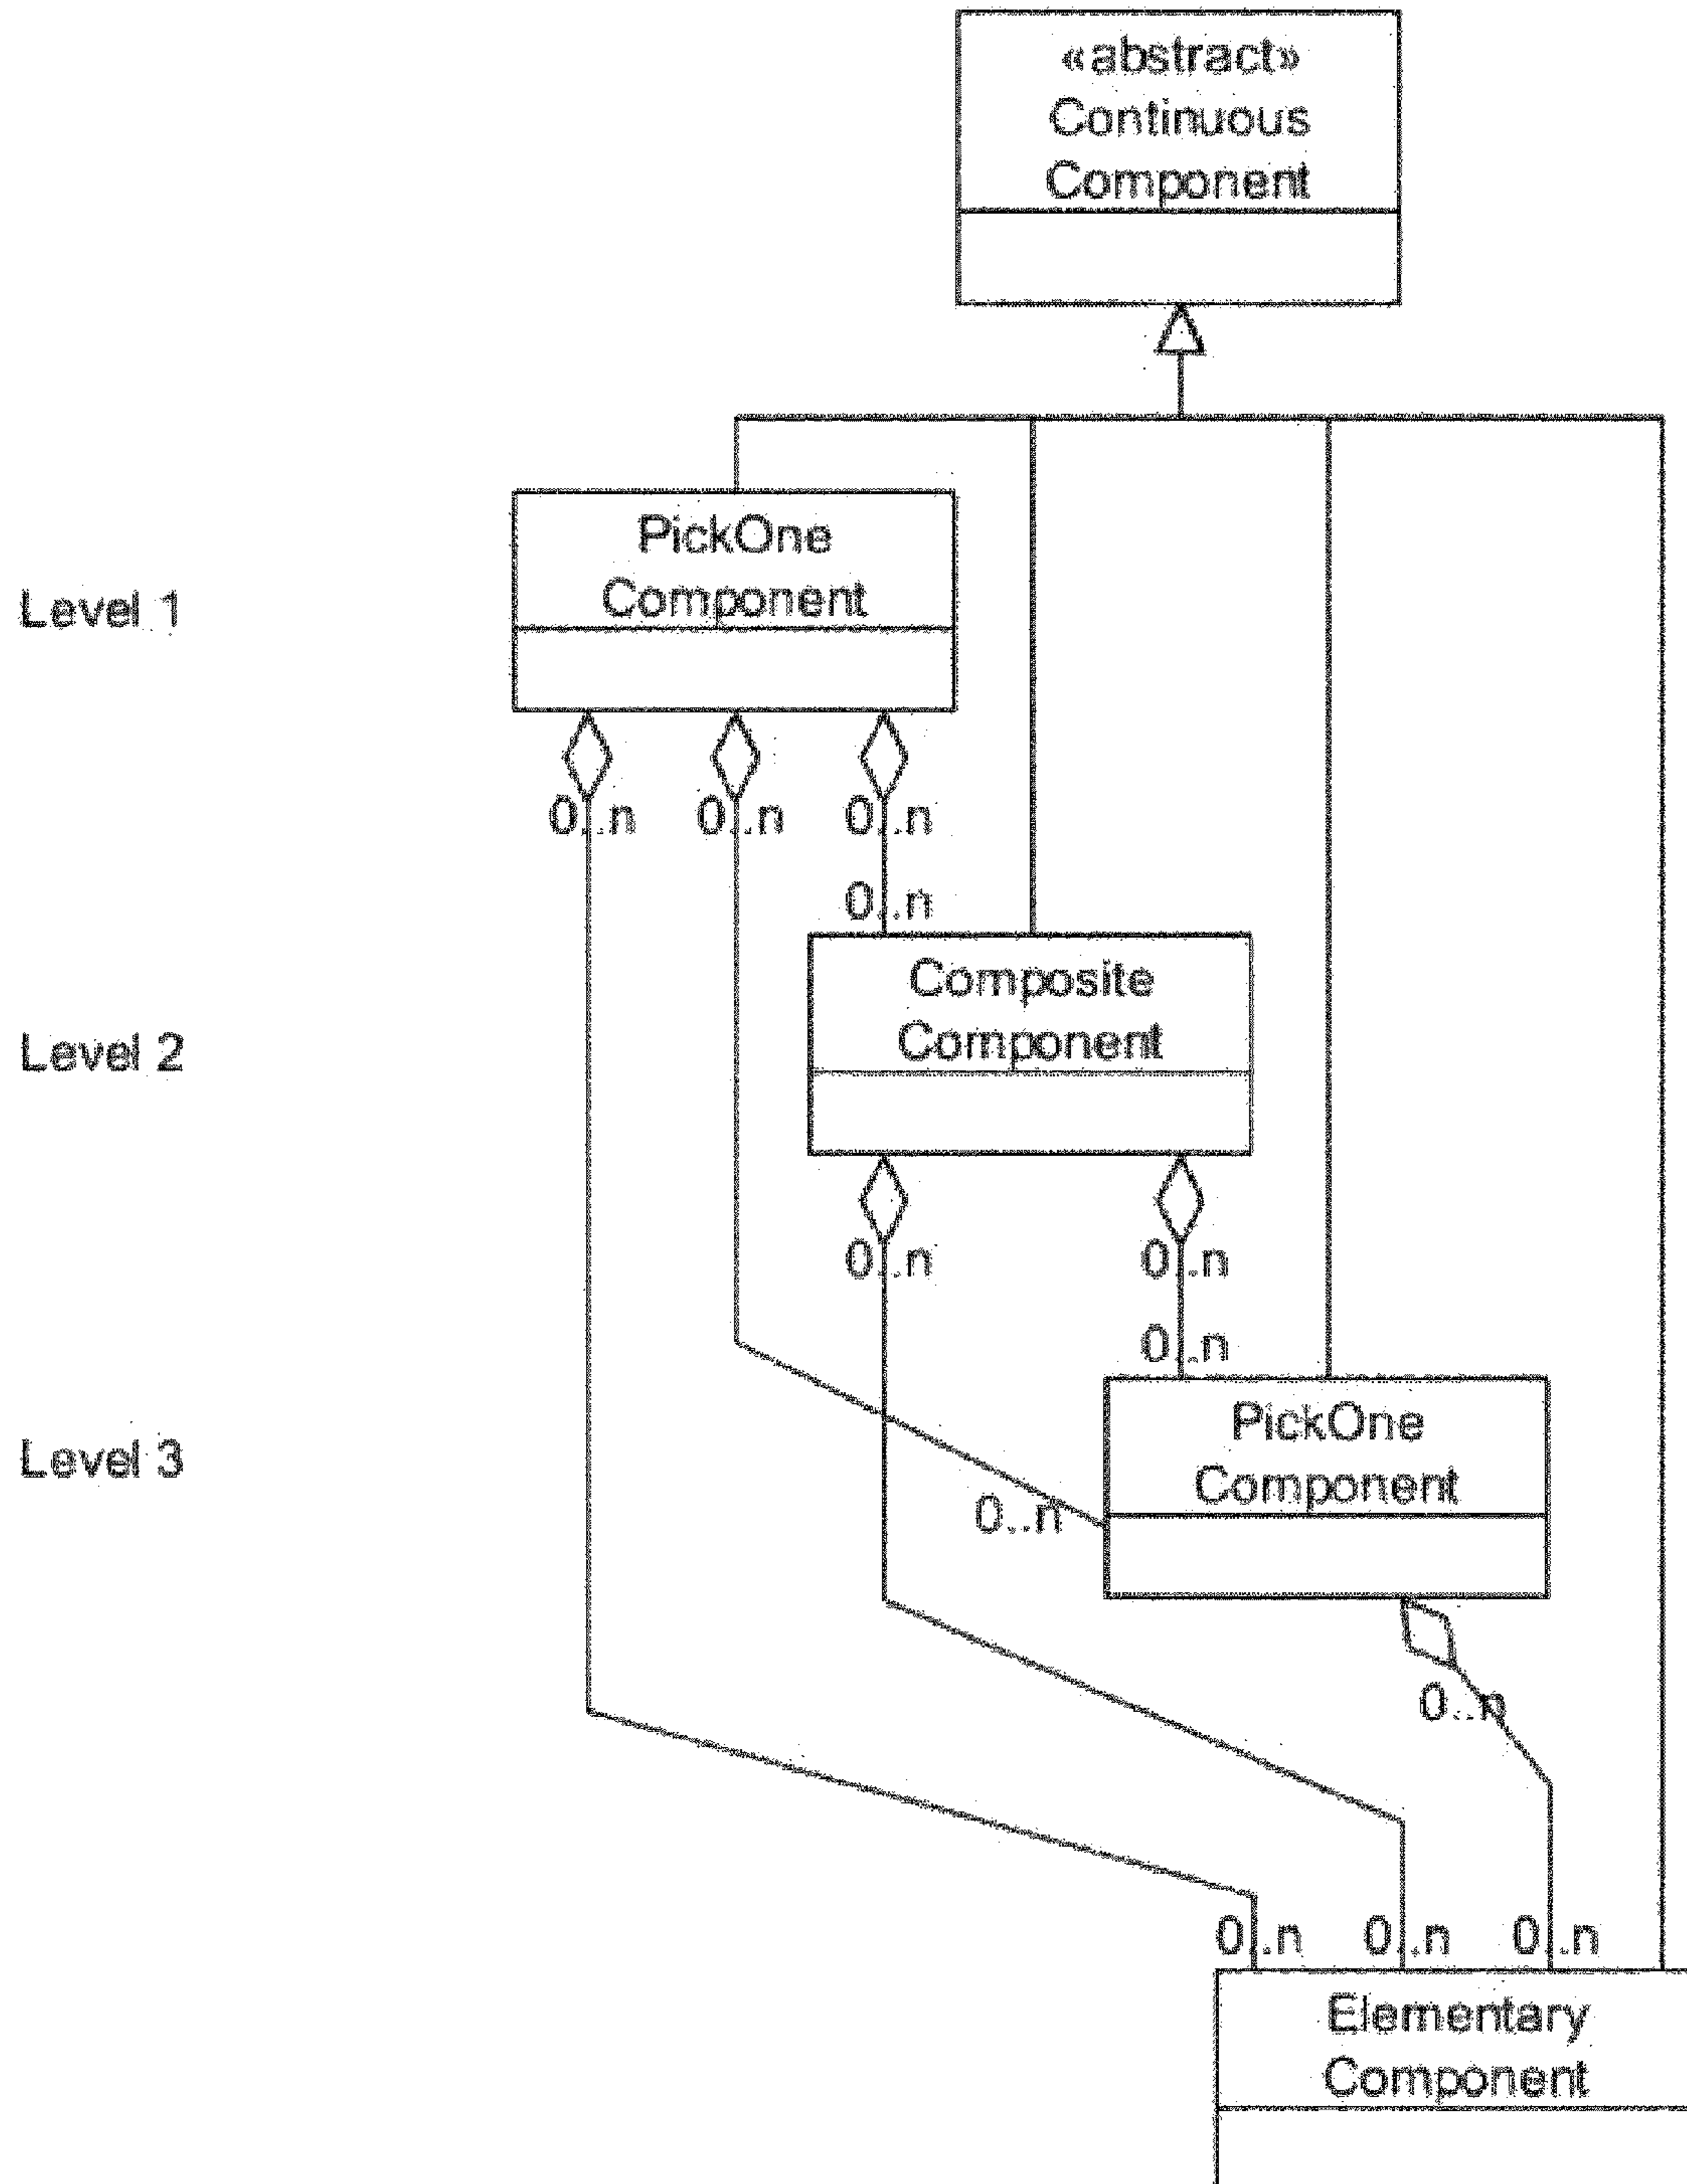 «abstract»
Continuous
Component
PickOne
Component
Level 1
0..n 0..n 0..n
0..n
Composite
Component
Level 2
0..n 0..n
0..n
PickOne
Component
Level 3
0..n
0..n
0..n 0..n 0..n
Elementary
Component